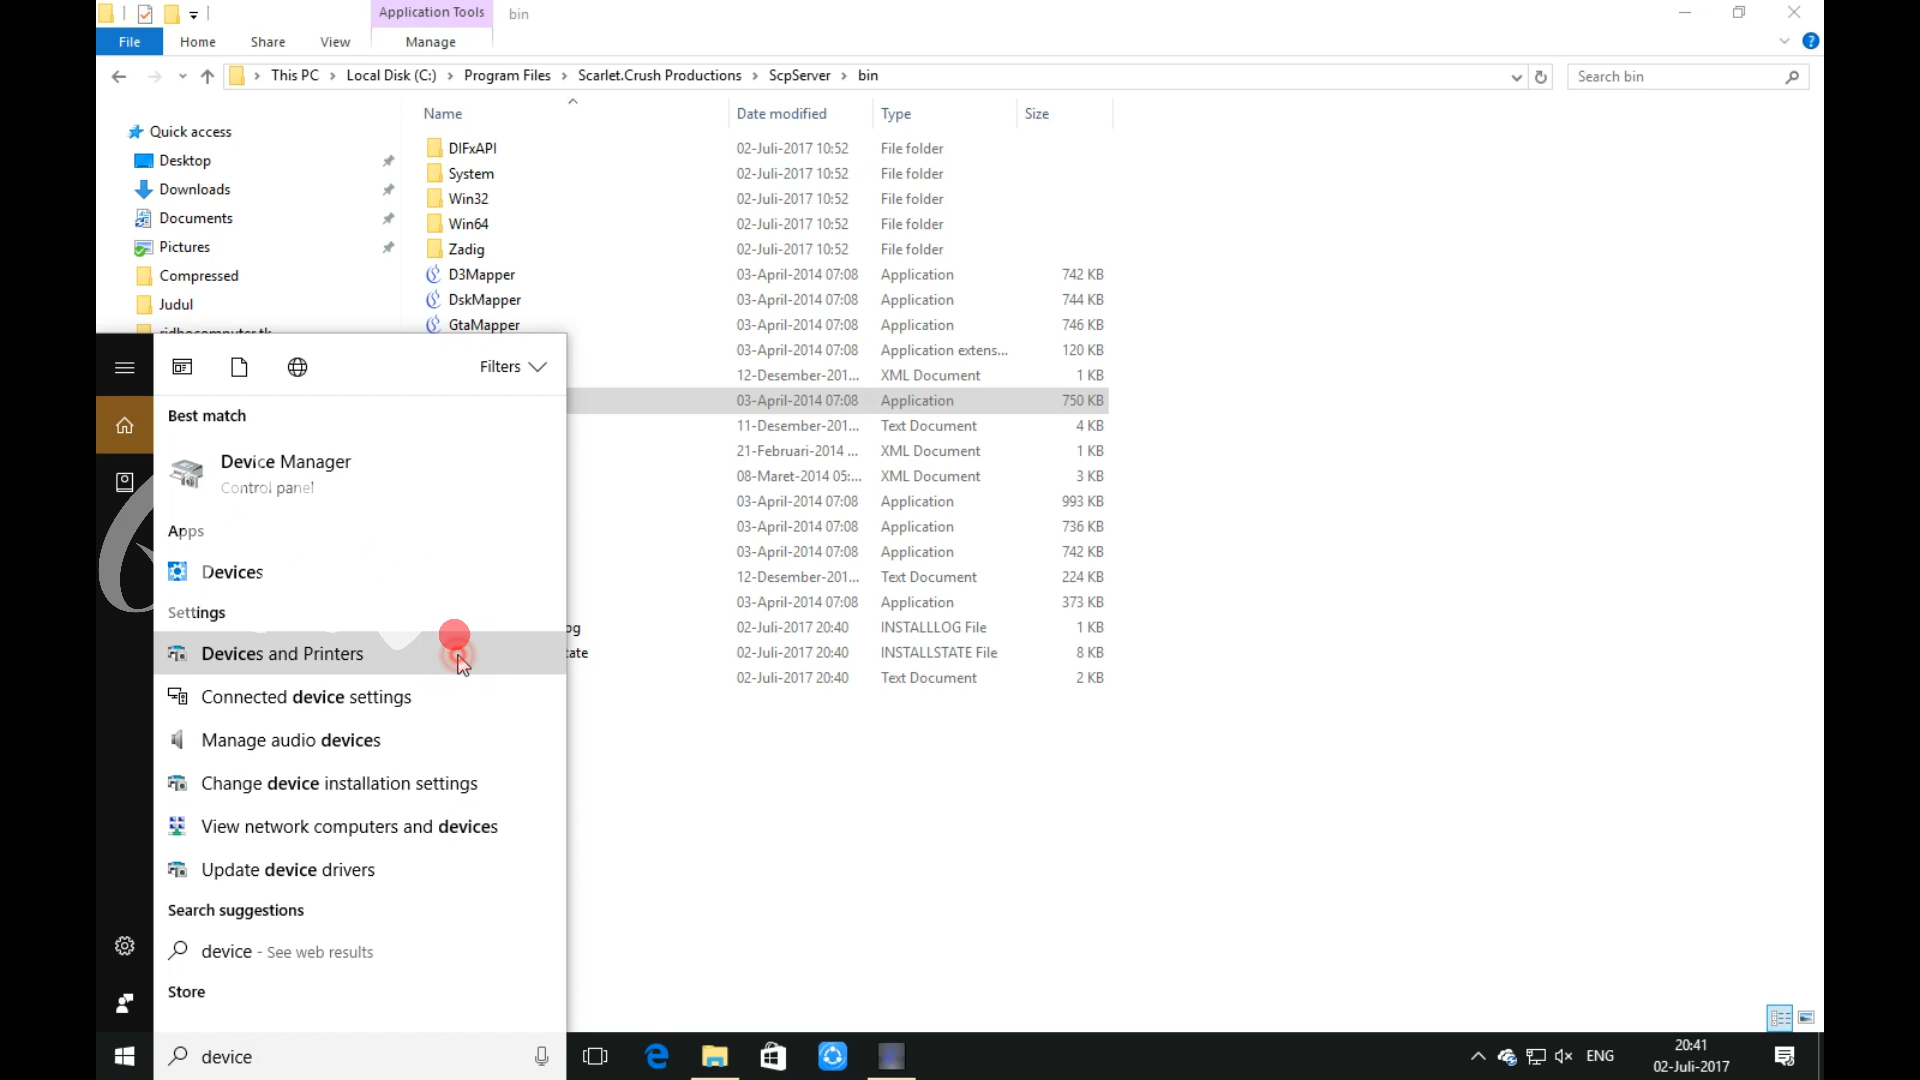 Application Tools
bin
File
Home
Share
View
Manage
This PC
Local Disk (C:)
Program Files
Scarlet.Crush Productions
ScpServer
bin
Search bin
Name
Date modified
Type
Size
Quick access
Desktop
Downloads
Documents
Pictures
Compressed
Judul
DIFxAPI 02-Juli-2017 10:52 File folder
System 02-Juli-2017 10:52 File folder
Win32 02-Juli-2017 10:52 File folder
Win64 02-Juli-2017 10:52 File folder
Zadig 02-Juli-2017 10:52 File folder
D3Mapper 03-April-2014 07:08 Application 742 KB
DskMapper 03-April-2014 07:08 Application 744 KB
GtaMapper 03-April-2014 07:08 Application 746 KB
03-April-2014 07:08 Application extens... 120 KB
12-Desember-201... XML Document 1 KB
03-April-2014 07:08 Application 750 KB
11-Desember-201... Text Document 4 KB
21-Februari-2014 ... XML Document 1 KB
08-Maret-2014 05:... XML Document 3 KB
03-April-2014 07:08 Application 993 KB
03-April-2014 07:08 Application 736 KB
03-April-2014 07:08 Application 742 KB
12-Desember-201... Text Document 224 KB
03-April-2014 07:08 Application 373 KB
og 02-Juli-2017 20:40 INSTALLLOG File 1 KB
tate 02-Juli-2017 20:40 INSTALLSTATE File 8 KB
02-Juli-2017 20:40 Text Document 2 KB
Filters
Best match
Device Manager
Control panel
Apps
Devices
Settings
Devices and Printers
Connected device settings
Manage audio devices
Change device installation settings
View network computers and devices
Update device drivers
Search suggestions
device - See web results
Store
device
ENG
20:41
02-Juli-2017